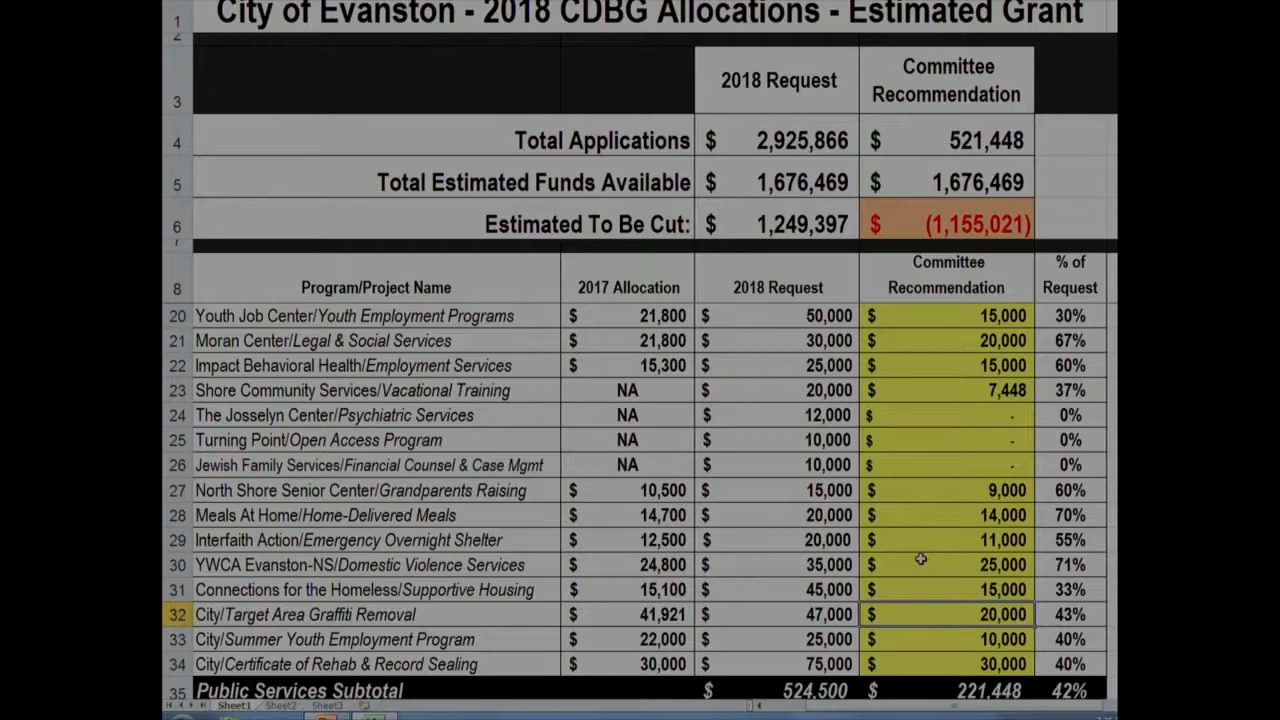 1 City of Evanston - 2018 CDBG Allocations - Estimated Grant
2
3 2018 Request Committee Recommendation
4 Total Applications $ 2,925,866 $ 521,448
5 Total Estimated Funds Available $ 1,676,469 $ 1,676,469
6 Estimated To Be Cut: $ 1,249,397 $ (1,155,021)
7
8 Program/Project Name 2017 Allocation 2018 Request Committee Recommendation % of Request
20 Youth Job Center/Youth Employment Programs $ 21,800 $ 50,000 $ 15,000 30%
21 Moran Center/Legal & Social Services $ 21,800 $ 30,000 $ 20,000 67%
22 Impact Behavioral Health/Employment Services $ 15,300 $ 25,000 $ 15,000 60%
23 Shore Community Services/Vacational Training NA $ 20,000 $ 7,448 37%
24 The Josselyn Center/Psychiatric Services NA $ 12,000 $ - 0%
25 Turning Point/Open Access Program NA $ 10,000 $ - 0%
26 Jewish Family Services/Financial Counsel & Case Mgmt NA $ 10,000 $ - 0%
27 North Shore Senior Center/Grandparents Raising $ 10,500 $ 15,000 $ 9,000 60%
28 Meals At Home/Home-Delivered Meals $ 14,700 $ 20,000 $ 14,000 70%
29 Interfaith Action/Emergency Overnight Shelter $ 12,500 $ 20,000 $ 11,000 55%
30 YWCA Evanston-NS/Domestic Violence Services $ 24,800 $ 35,000 $ 25,000 71%
31 Connections for the Homeless/Supportive Housing $ 15,100 $ 45,000 $ 15,000 33%
32 City/Target Area Graffiti Removal $ 41,921 $ 47,000 $ 20,000 43%
33 City/Summer Youth Employment Program $ 22,000 $ 25,000 $ 10,000 40%
34 City/Certificate of Rehab & Record Sealing $ 30,000 $ 75,000 $ 30,000 40%
35 Public Services Subtotal $ 524,500 $ 221,448 42%
Sheet1 Sheet2 Sheet3